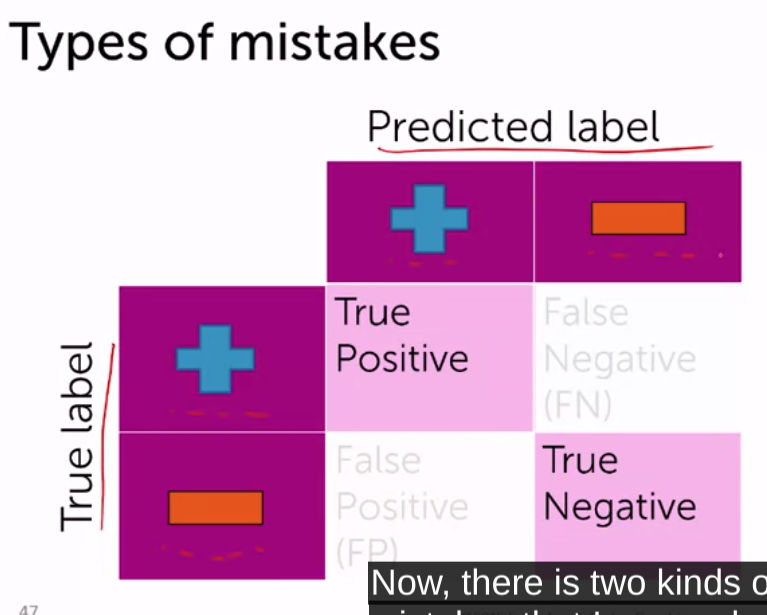 Types of mistakes
Predicted label
True label
True
Positive
False
Negative
(FN)
False
Positive
(FP)
True
Negative
Now, there is two kinds
47